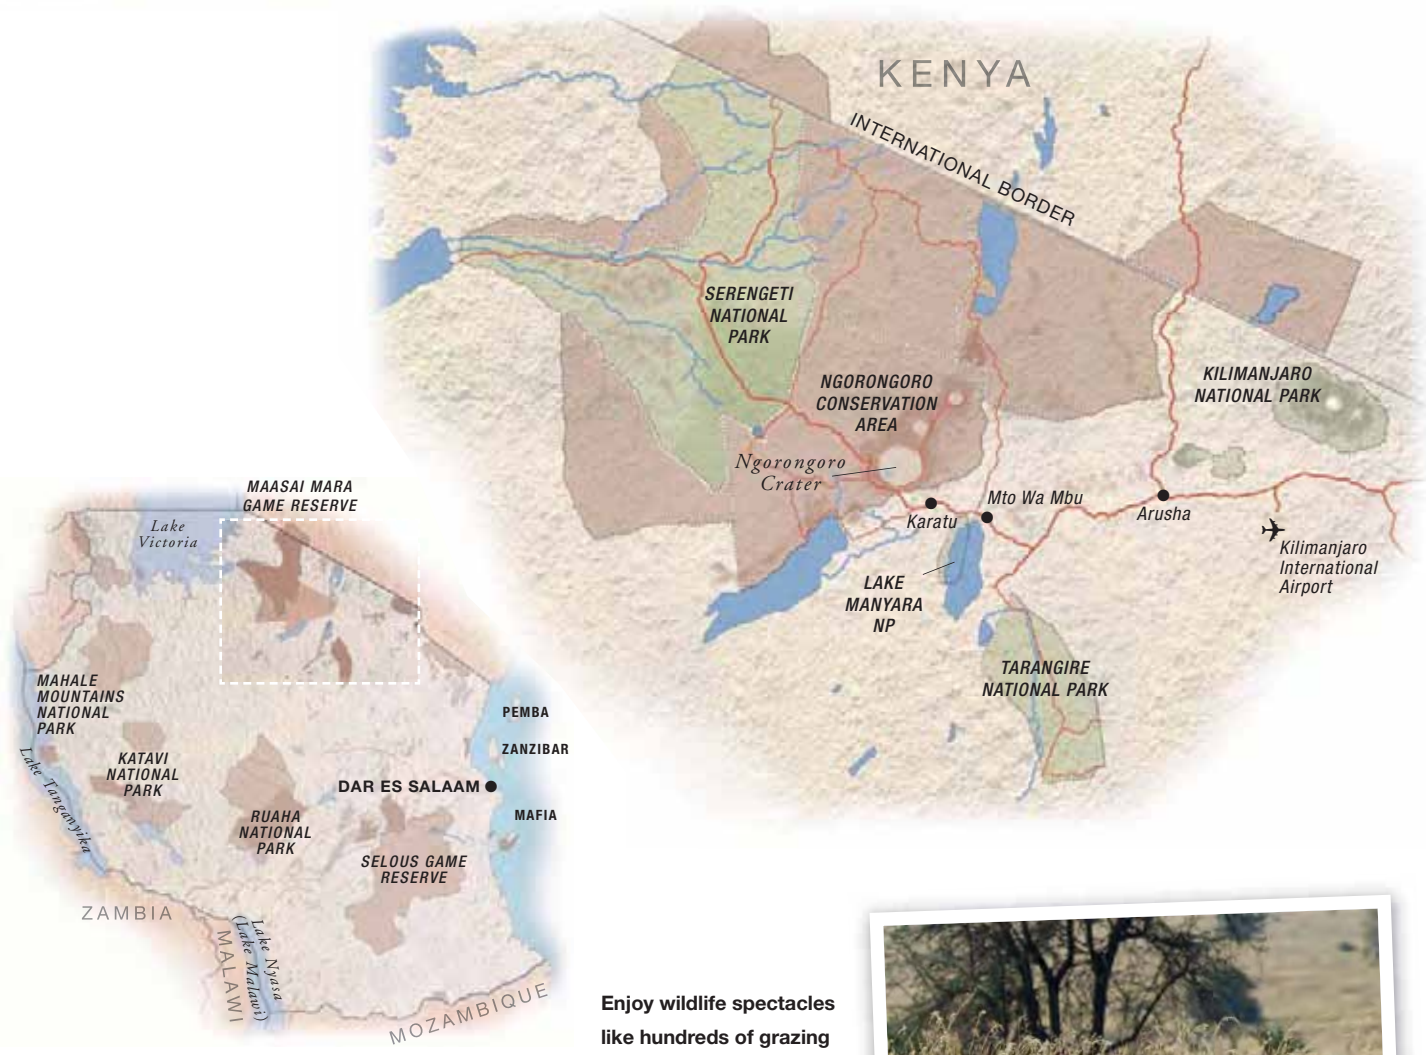 KENYA
INTERNATIONAL BORDER
SERENGETI
NATIONAL
PARK
NGORONGORO
CONSERVATION
AREA
KILIMANJARO
NATIONAL PARK
Ngorongoro
Crater
Karatu
Mto Wa Mbu
Arusha
Kilimanjaro
International
Airport
LAKE
MANYARA
NP
TARANGIRE
NATIONAL PARK
MAASAI MARA
GAME RESERVE
Lake
Victoria
MAHALE
MOUNTAINS
NATIONAL
PARK
Lake Tanganyika
KATAVI
NATIONAL
PARK
RUAHA
NATIONAL
PARK
PEMBA
ZANZIBAR
DAR ES SALAAM
MAFIA
SELOUS GAME
RESERVE
ZAMBIA
MALAWI
Lake Nyasa
(Lake Malawi)
MOZAMBIQUE
Enjoy wildlife spectacles
like hundreds of grazing